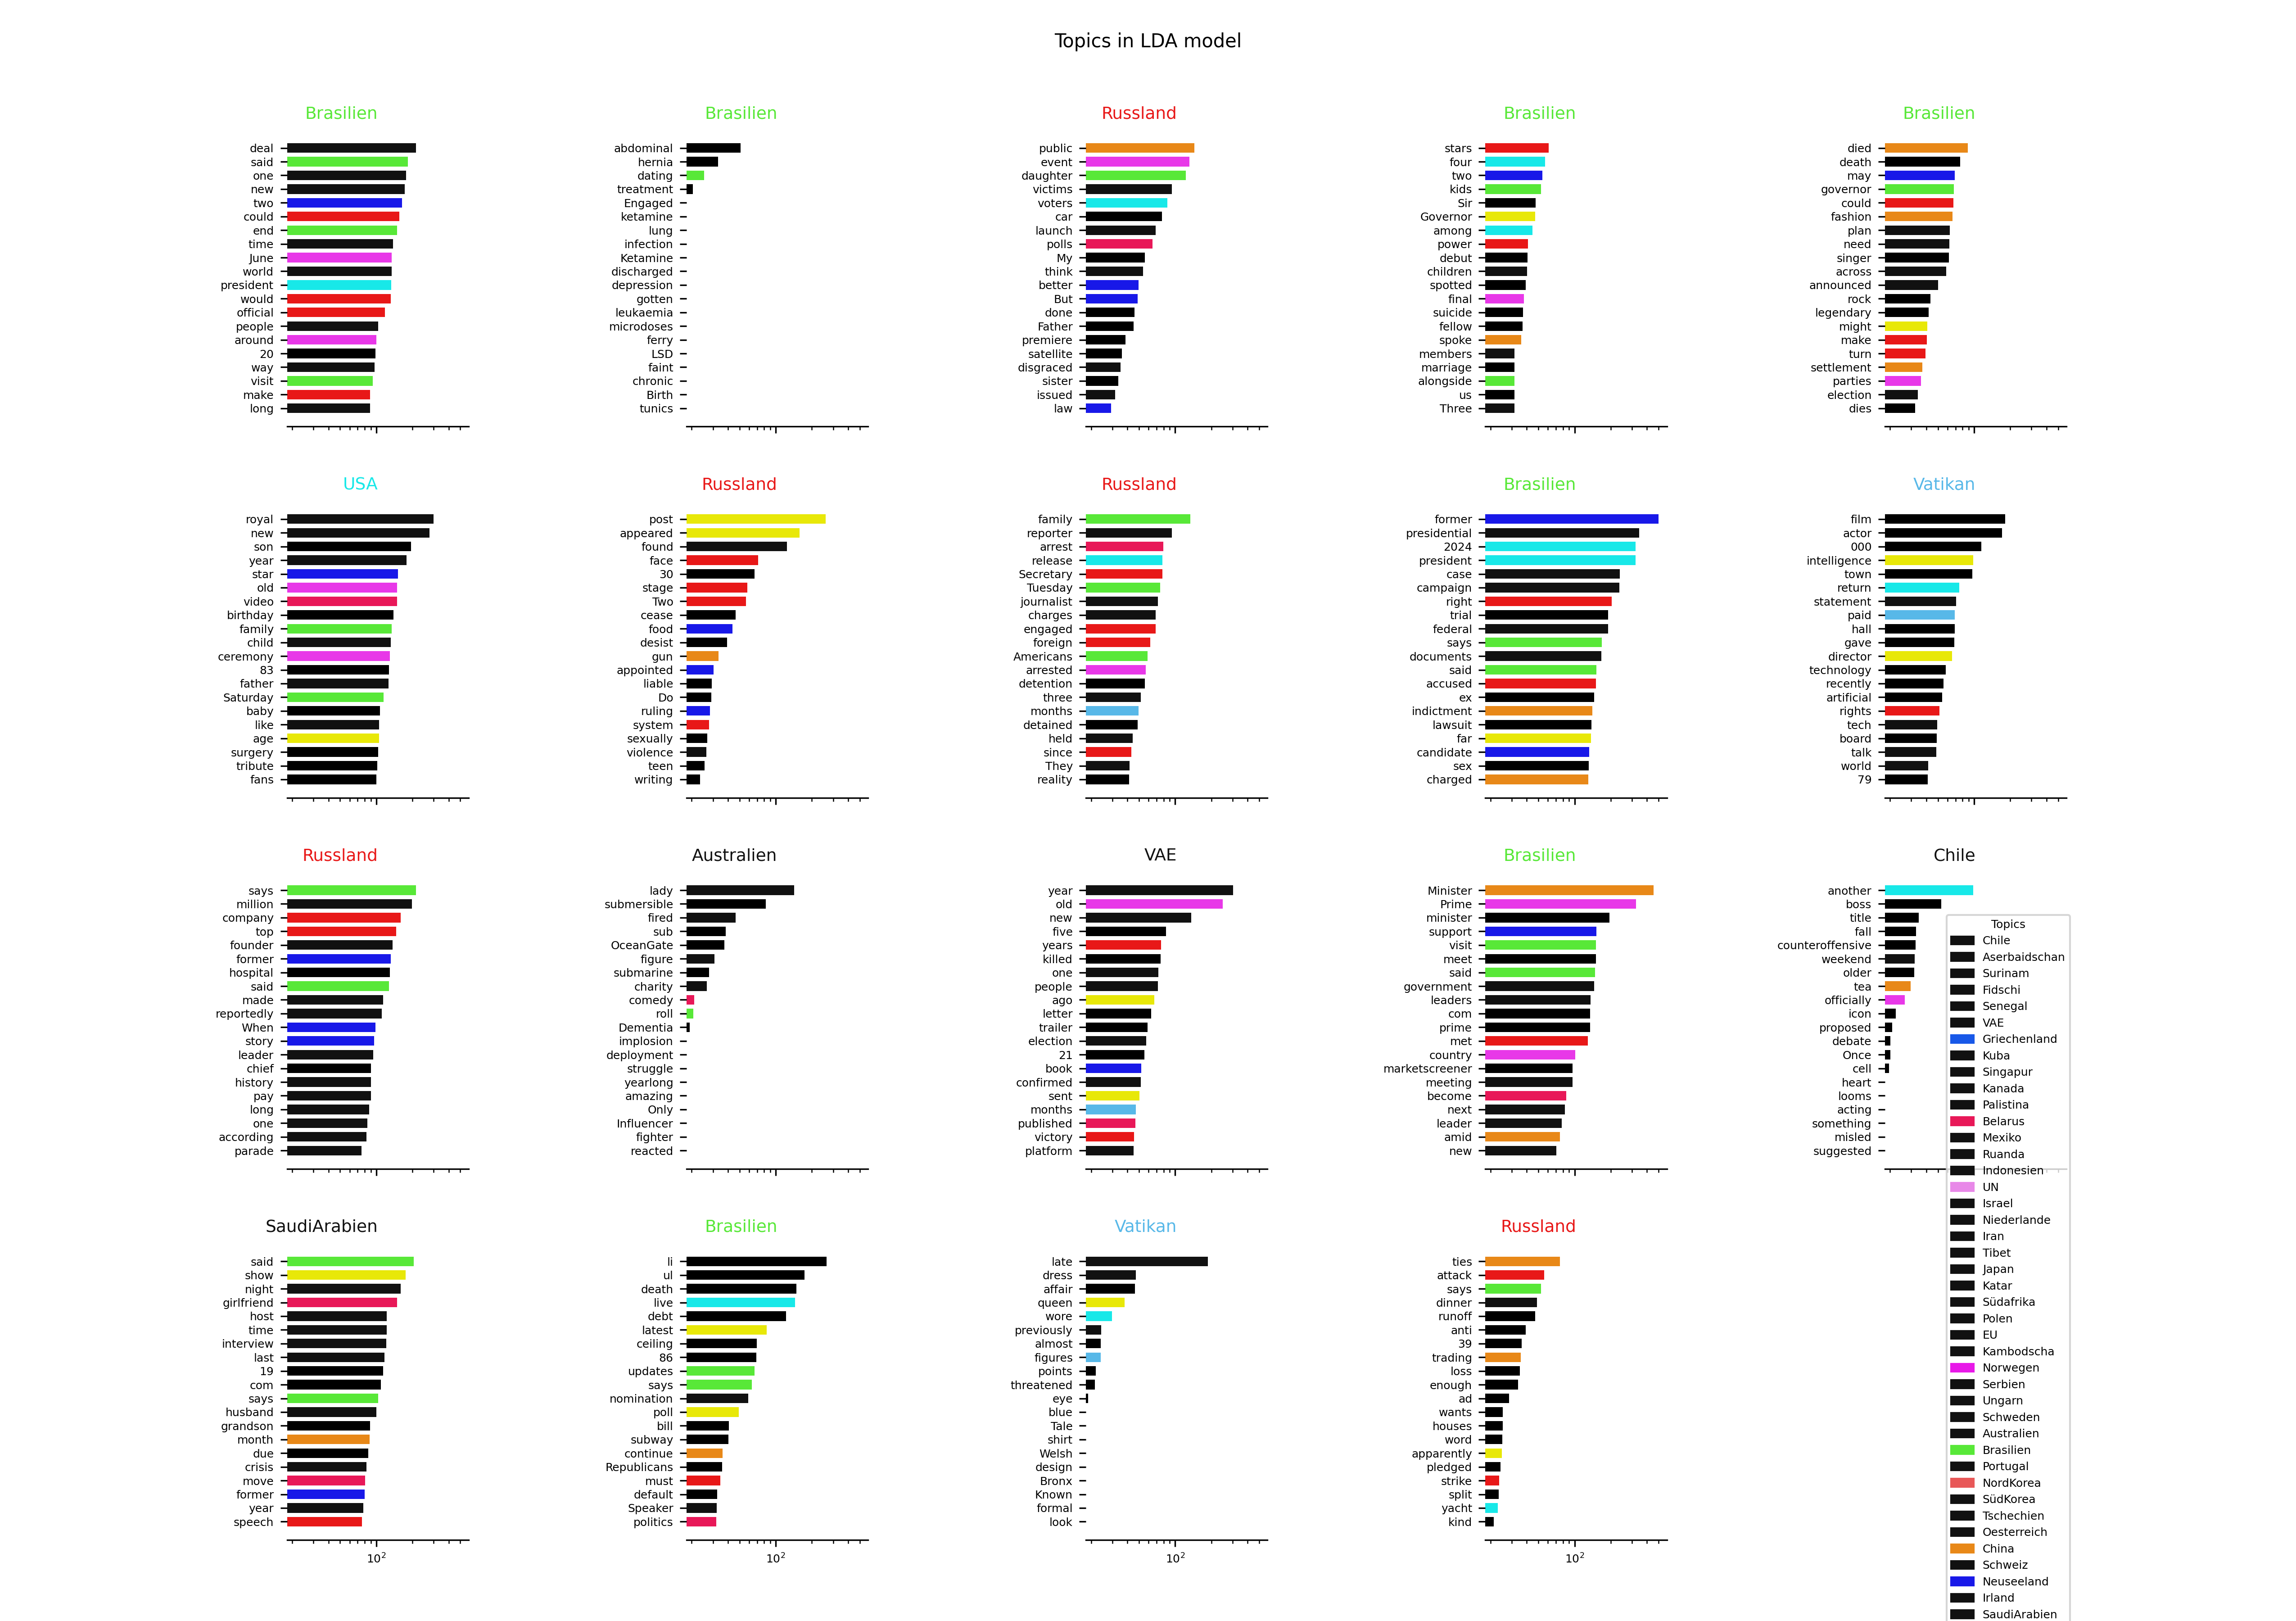 Topics in LDA model
Brasilien
deal
said
one
new
two
could
end
time
June
world
president
would
official
people
around
20
way
visit
make
long
Brasilien
abdominal
hernia
dating
treatment
Engaged
ketamine
lung
infection
Ketamine
discharged
depression
gotten
leukaemia
microdoses
ferry
LSD
faint
chronic
Birth
tunics
Russland
public
event
daughter
victims
voters
car
launch
polls
My
think
better
But
done
Father
premiere
satellite
disgraced
sister
issued
law
Brasilien
stars
four
two
kids
Sir
Governor
among
power
debut
children
spotted
final
suicide
fellow
spoke
members
marriage
alongside
us
Three
Brasilien
died
death
may
governor
could
fashion
plan
need
singer
across
announced
rock
legendary
might
make
turn
settlement
parties
election
dies
USA
royal
new
son
year
star
old
video
birthday
family
child
ceremony
83
father
Saturday
baby
like
age
surgery
tribute
fans
Russland
post
appeared
found
face
30
stage
Two
cease
food
desist
gun
appointed
liable
Do
ruling
system
sexually
violence
teen
writing
Russland
family
reporter
arrest
release
Secretary
Tuesday
journalist
charges
engaged
foreign
Americans
arrested
detention
three
months
detained
held
since
They
reality
Brasilien
former
presidential
2024
president
case
campaign
right
trial
federal
says
documents
said
accused
ex
indictment
lawsuit
far
candidate
sex
charged
Vatikan
film
actor
000
intelligence
town
return
statement
paid
hall
gave
director
technology
recently
artificial
rights
tech
board
talk
world
79
Russland
says
million
company
top
founder
former
hospital
said
made
reportedly
When
story
leader
chief
history
pay
long
one
according
parade
Australien
lady
submersible
fired
sub
OceanGate
figure
submarine
charity
comedy
roll
Dementia
implosion
deployment
struggle
yearlong
amazing
Only
Influencer
fighter
reacted
VAE
year
old
new
five
years
killed
one
people
ago
letter
trailer
election
21
book
confirmed
sent
months
published
victory
platform
Brasilien
Minister
Prime
minister
support
visit
meet
said
government
leaders
com
prime
met
country
marketscreener
meeting
become
next
leader
amid
new
Chile
another
boss
title
fall
counteroffensive
weekend
older
tea
officially
icon
proposed
debate
Once
cell
heart
looms
acting
something
misled
suggested
SaudiArabien
said
show
night
girlfriend
host
time
interview
last
19
com
says
husband
grandson
month
due
crisis
move
former
year
speech
10²
Brasilien
li
ul
death
live
debt
latest
ceiling
86
updates
says
nomination
poll
bill
subway
continue
Republicans
must
default
Speaker
politics
10²
Vatikan
late
dress
affair
queen
wore
previously
almost
figures
points
threatened
eye
blue
Tale
shirt
Welsh
design
Bronx
Known
formal
look
10²
Russland
ties
attack
says
dinner
runoff
anti
39
trading
loss
enough
ad
wants
houses
word
apparently
pledged
strike
split
yacht
kind
10²
Topics
Chile
Aserbaidschan
Surinam
Fidschi
Senegal
VAE
Griechenland
Kuba
Singapur
Kanada
Palistina
Belarus
Mexiko
Ruanda
Indonesien
UN
Israel
Niederlande
Iran
Tibet
Japan
Katar
Südafrika
Polen
EU
Kambodscha
Norwegen
Serbien
Ungarn
Schweden
Australien
Brasilien
Portugal
NordKorea
SüdKorea
Tschechien
Oesterreich
China
Schweiz
Neuseeland
Irland
SaudiArabien